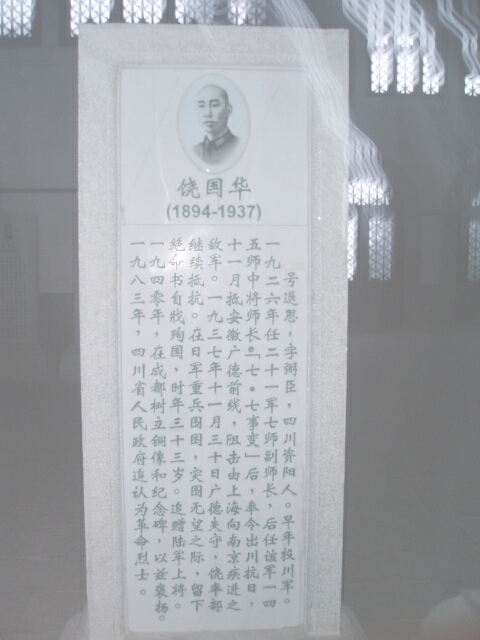 饶国华
(1894-1937)
号退思，字弼臣，四川资阳人。早年投川军。
一九二六年任二十一军七师副师长，后任该军一四
五师中将师长。「七•七事变」后，奉令出川抗日，
十一月抵安徽广德前线，阻击由上海向南京疾进之
敌军。一九三七年十一月三十日广德失守，饶率部
继续抵抗。在日军重兵围困，突围无望之际，留下
绝命书自戕殉国，时年三十三岁。追赠陆军上将。
一九四零年，在成都树立铜像和纪念碑，以兹褒扬。
一九八三年，四川省人民政府追认为革命烈士。